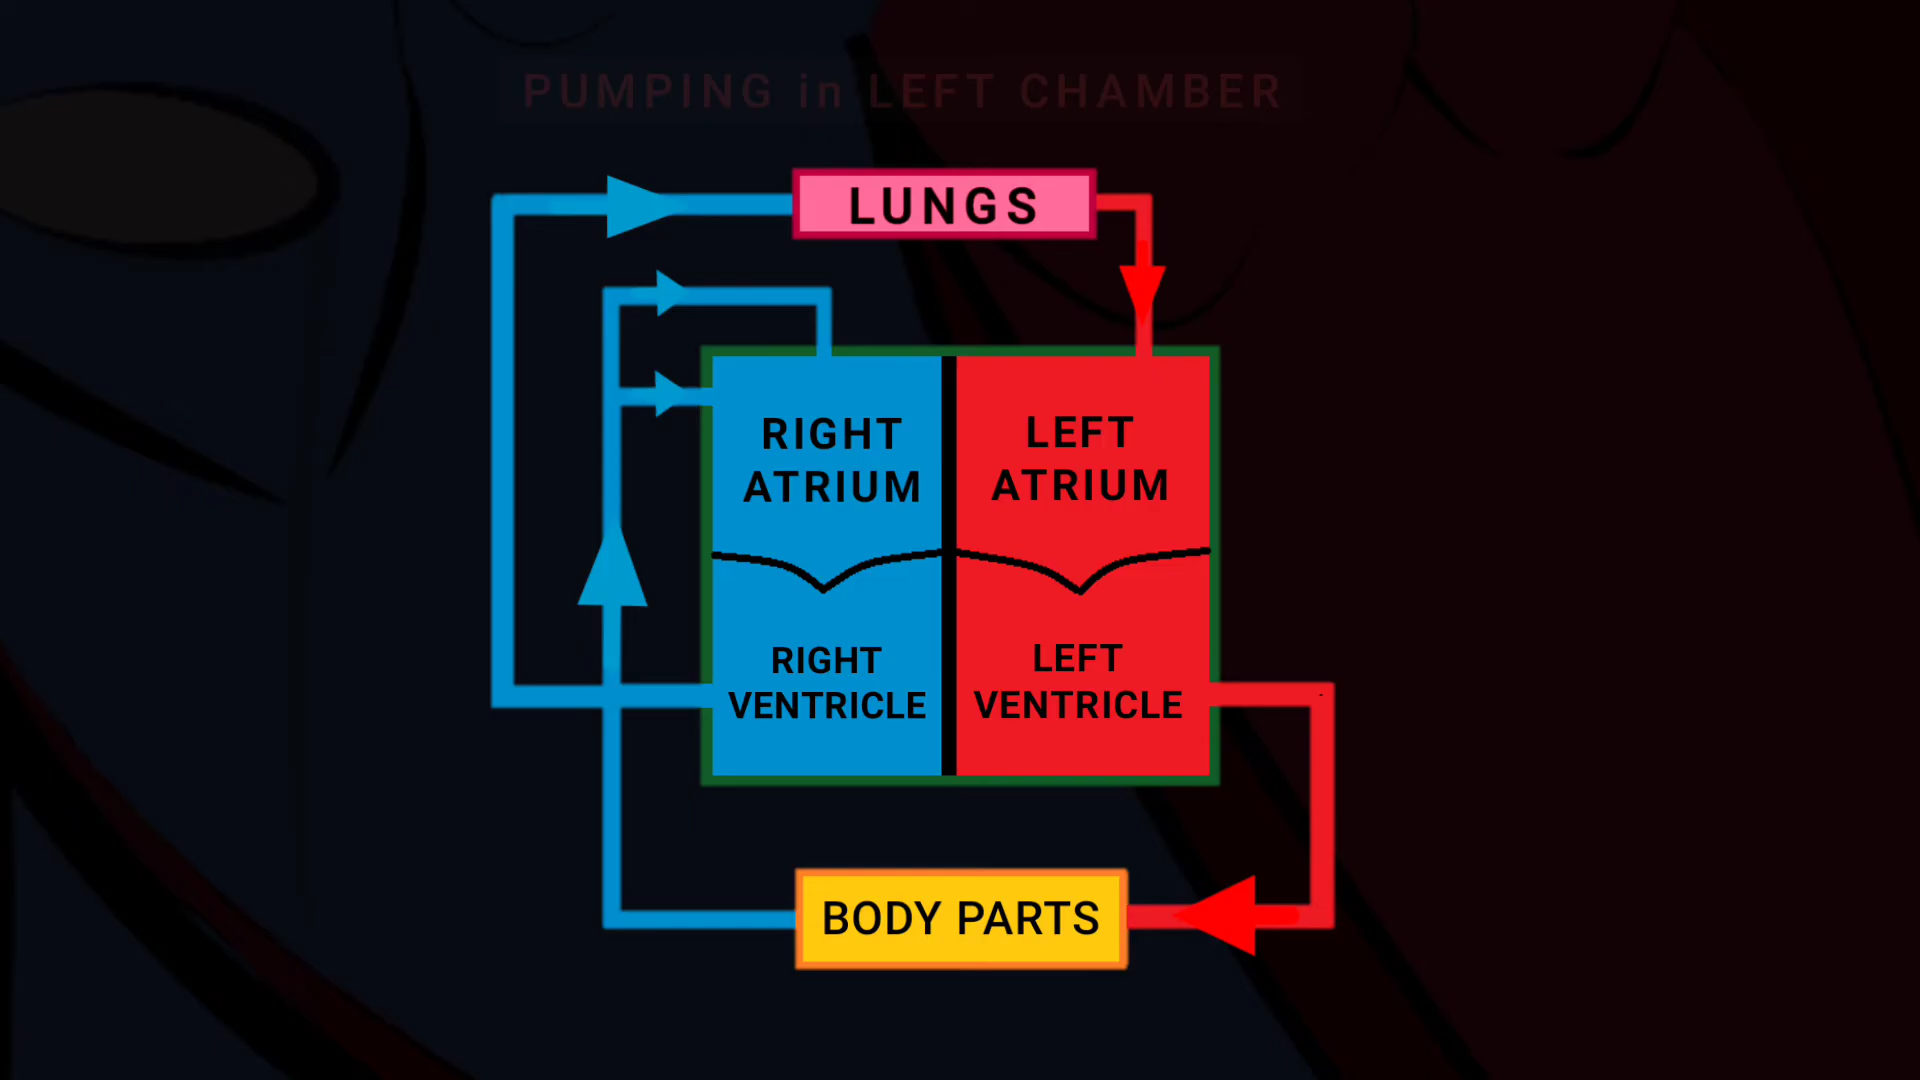 PUMPING in LEFT CHAMBER
LUNGS
RIGHT
ATRIUM
LEFT
ATRIUM
RIGHT
VENTRICLE
LEFT
VENTRICLE
BODY PARTS